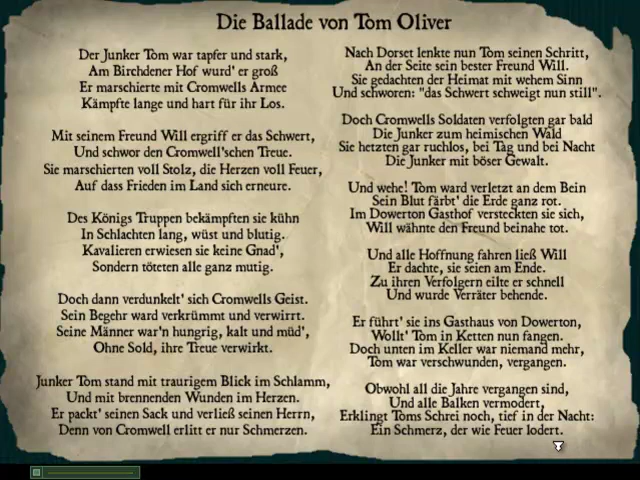 Die Ballade von Tom Oliver
Der Junker Tom war tapfer und stark,
Am Birchdener Hof wurd' er groß
Er marschierte mit Cromwells Armee
Kämpfte lange und hart für ihr Los.
Mit seinem Freund Will ergriff er das Schwert,
Und schwor den Cromwell'schen Treue.
Sie marschierten voll Stolz, die Herzen voll Feuer,
Auf dass Frieden im Land sich erneure.
Des Königs Truppen bekämpften sie kühn
In Schlachten lang, wüst und blutig.
Kavalieren erwiesen sie keine Gnad',
Sondern töteten alle ganz mutig.
Doch dann verdunkelt' sich Cromwells Geist.
Sein Begehr ward verkrümmt und verwirrt.
Seine Männer war'n hungrig, kalt und müd',
Ohne Sold, ihre Treue verwirkt.
Junker Tom stand mit traurigem Blick im Schlamm,
Und mit brennenden Wunden im Herzen.
Er packt' seinen Sack und verließ seinen Herrn,
Denn von Cromwell erlitt er nur Schmerzen.
Nach Dorset lenkte nun Tom seinen Schritt,
An der Seite sein bester Freund Will.
Sie gedachten der Heimat mit wehem Sinn
Und schworen: "das Schwert schweigt nun still".
Doch Cromwells Soldaten verfolgten gar bald
Die Junker zum heimischen Wald
Sie hetzten gar ruchlos, bei Tag und bei Nacht
Die Junker mit böser Gewalt.
Und wehe! Tom ward verletzt an dem Bein
Sein Blut färbt' die Erde ganz rot.
Im Dowerton Gasthof versteckten sie sich,
Will wähnte den Freund beinahe tot.
Und alle Hoffnung fahren ließ Will
Er dachte, sie seien am Ende.
Zu ihren Verfolgern eilte er schnell
Und wurde Verräter behende.
Er führt' sie ins Gasthaus von Dowerton,
Wollt' Tom in Ketten nun fangen.
Doch unten im Keller war niemand mehr,
Tom war verschwunden, vergangen.
Obwohl all die Jahre vergangen sind,
Und alle Balken vermodert,
Erklingt Toms Schrei noch, tief in der Nacht:
Ein Schmerz, der wie Feuer lodert.